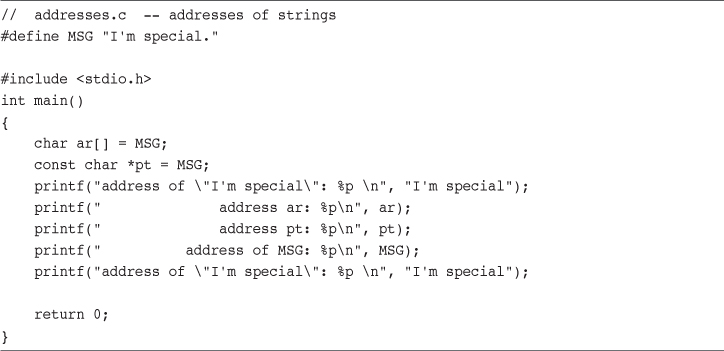 //  addresses.c  -- addresses of strings
#define MSG "I'm special."

#include <stdio.h>
int main()
{
    char ar[] = MSG;
    const char *pt = MSG;
    printf("address of \"I'm special\": %p \n", "I'm special");
    printf("              address ar: %p\n", ar);
    printf("              address pt: %p\n", pt);
    printf("          address of MSG: %p\n", MSG);
    printf("address of \"I'm special\": %p \n", "I'm special");

    return 0;
}